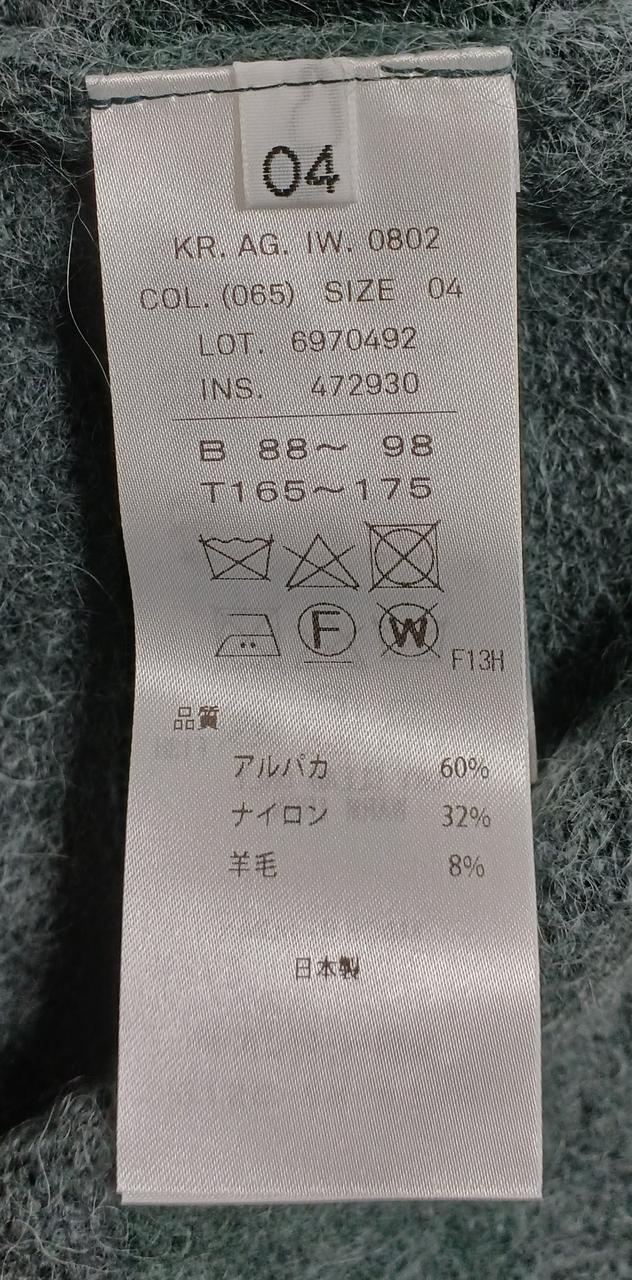 04
KR. AG. IW. 0802
COL. (065) SIZE 04
LOT. 6970492
INS. 472930
B 88～ 98
T165～175
F W F13H
品質
アルパカ 60%
ナイロン 32%
羊毛 8%
日本製